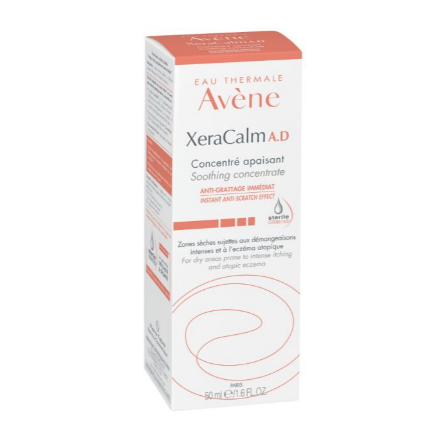 EAU THERMALE
Avène
XeraCalm A.D
Concentré apaisant
Soothing concentrate
ANTI-GRATTAGE IMMÉDIAT
INSTANT ANTI-SCRATCH EFFECT
sterile
Zones sèches sujettes aux démangeaisons
intenses et à l'eczéma atopique
For dry areas prone to intense itching
and atopic eczema
PARIS
50 ml ℮/1.6 FL.OZ.